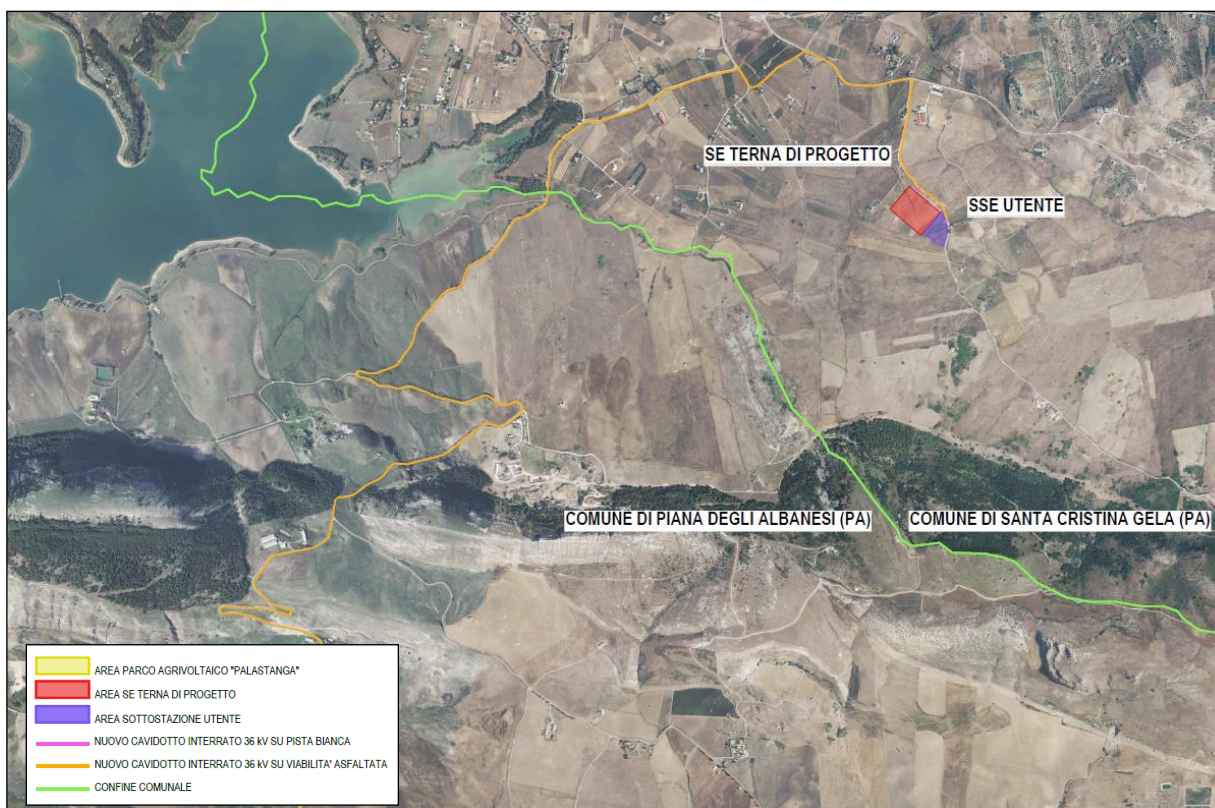 SE TERNA DI PROGETTO
SSE UTENTE
COMUNE DI PIANA DEGLI ALBANESI (PA)
COMUNE DI SANTA CRISTINA GELA (PA)
AREA PARCO AGRIVOLTAICO "PALASTANGA"
AREA SE TERNA DI PROGETTO
AREA SOTTOSTAZIONE UTENTE
NUOVO CAVIDOTTO INTERRATO 36 kV SU PISTA BIANCA
NUOVO CAVIDOTTO INTERRATO 36 kV SU VIABILITA' ASFALTATA
CONFINE COMUNALE